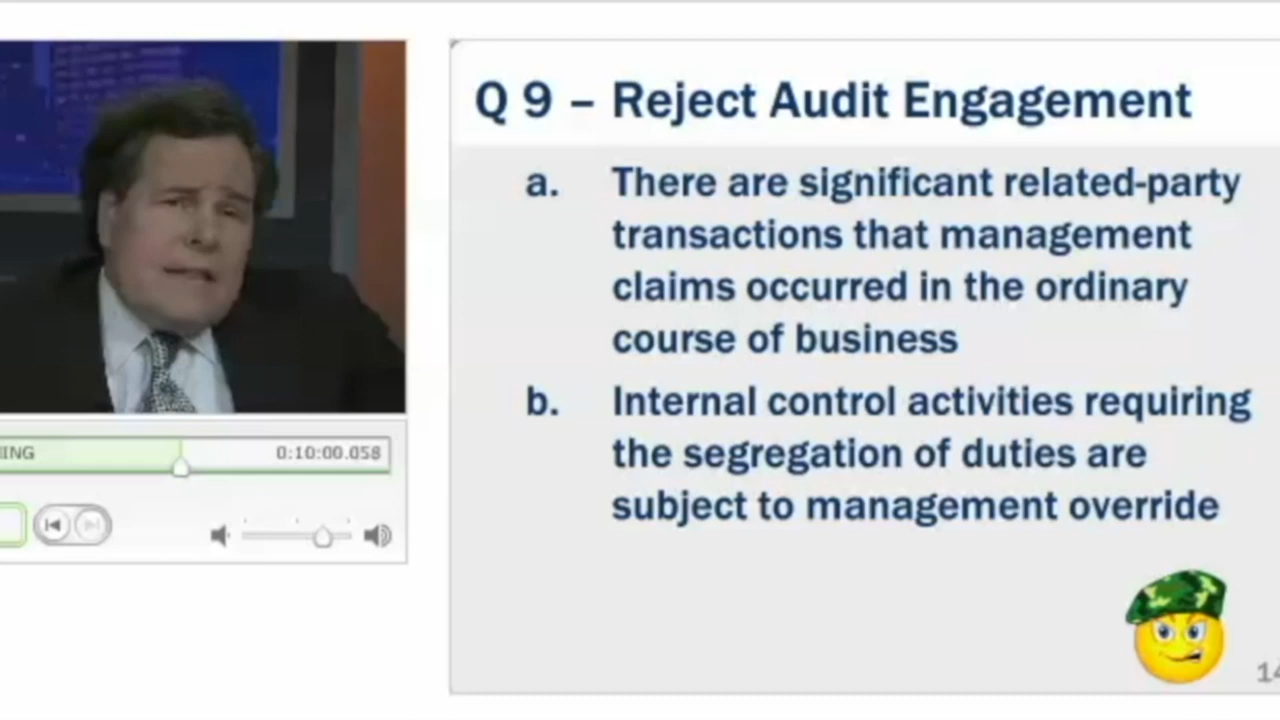 Q 9 – Reject Audit Engagement
a. There are significant related-party
transactions that management
claims occurred in the ordinary
course of business
b. Internal control activities requiring
the segregation of duties are
subject to management override
ING 0:10:00.058
14